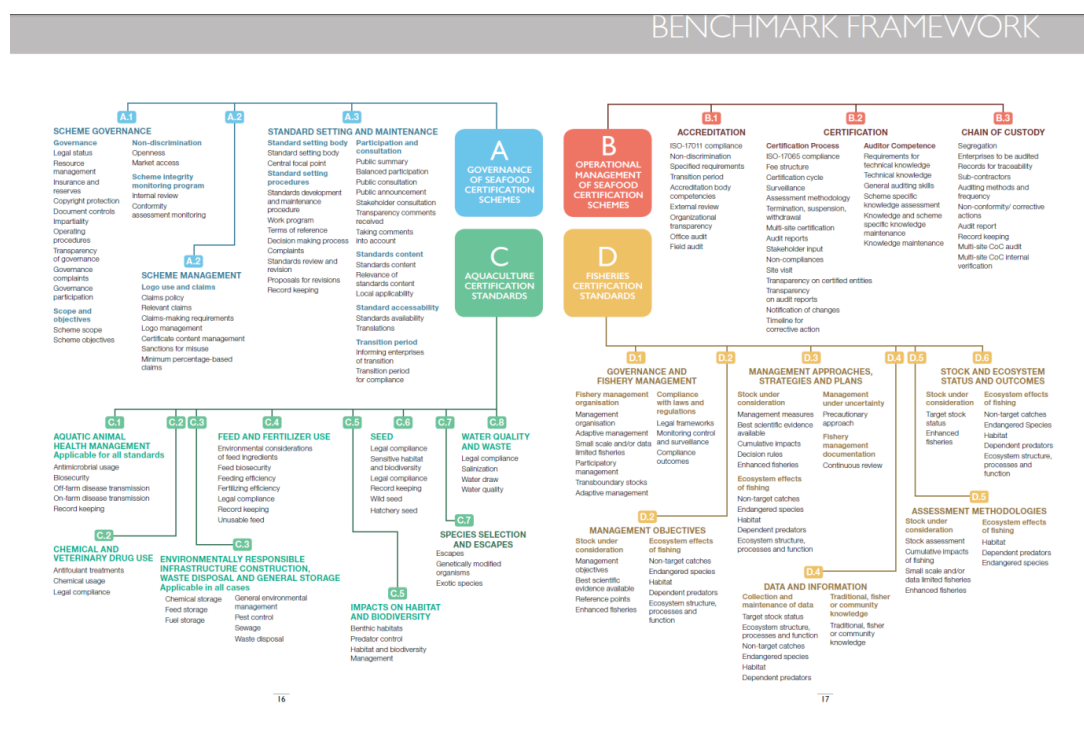 BENCHMARK FRAMEWORK
A.1
A.2
A.3
SCHEME GOVERNANCE
Governance
Legal status
Resource
management
Insurance and
reserves
Copyright protection
Document controls
Impartiality
Operating
procedures
Transparency
of governance
Governance
complaints
Governance
participation
Scope and
objectives
Scheme scope
Scheme objectives
Non-discrimination
Openness
Market access
Scheme integrity
monitoring program
Internal review
Conformity
assessment monitoring
A.2
SCHEME MANAGEMENT
Logo use and claims
Claims policy
Relevant claims
Claims-making requirements
Logo management
Certificate content management
Sanctions for misuse
Minimum percentage-based
claims
STANDARD SETTING AND MAINTENANCE
Standard setting body
Standard setting body
Central focal point
Standard setting
procedures
Standards development
and maintenance
procedure
Work program
Terms of reference
Decision making process
Complaints
Standards review and
revision
Proposals for revisions
Record keeping
Participation and
consultation
Public summary
Balanced participation
Public consultation
Public announcement
Stakeholder consultation
Transparency comments
received
Taking comments
into account
Standards content
Standards content
Relevance of
standards content
Local applicability
Standard accessability
Standards availability
Translations
Transition period
Informing enterprises
of transition
Transition period
for compliance
A
GOVERNANCE
OF SEAFOOD
CERTIFICATION
SCHEMES
B
OPERATIONAL
MANAGEMENT
OF SEAFOOD
CERTIFICATION
SCHEMES
C
AQUACULTURE
CERTIFICATION
STANDARDS
D
FISHERIES
CERTIFICATION
STANDARDS
B.1
B.2
B.3
ACCREDITATION
ISO-17011 compliance
Non-discrimination
Specified requirements
Transition period
Accreditation body
competencies
External review
Organizational
transparency
Office audit
Field audit
CERTIFICATION
Certification Process
ISO-17065 compliance
Fee structure
Certification cycle
Surveillance
Assessment methodology
Termination, suspension,
withdrawal
Multi-site certification
Audit reports
Stakeholder input
Non-compliances
Site visit
Transparency on certified entities
Transparency
on audit reports
Notification of changes
Timeline for
corrective action
Auditor Competence
Requirements for
technical knowledge
Technical knowledge
General auditing skills
Scheme specific
knowledge assessment
Knowledge and scheme
specific knowledge
maintenance
Knowledge maintenance
CHAIN OF CUSTODY
Segregation
Enterprises to be audited
Records for traceability
Sub-contractors
Auditing methods and
frequency
Non-conformity/ corrective
actions
Audit report
Record keeping
Multi-site CoC audit
Multi-site CoC internal
verification
C.1
C.2
C.3
C.4
C.5
C.6
C.7
C.8
AQUATIC ANIMAL
HEALTH MANAGEMENT
Applicable for all standards
Antimicrobial usage
Biosecurity
Off-farm disease transmission
On-farm disease transmission
Record keeping
C.2
CHEMICAL AND
VETERINARY DRUG USE
Antifoulant treatments
Chemical usage
Legal compliance
FEED AND FERTILIZER USE
Environmental considerations
of feed ingredients
Feed biosecurity
Feeding efficiency
Fertilizing efficiency
Legal compliance
Record keeping
Unusable feed
C.3
ENVIRONMENTALLY RESPONSIBLE
INFRASTRUCTURE CONSTRUCTION,
WASTE DISPOSAL AND GENERAL STORAGE
Applicable in all cases
Chemical storage
Feed storage
Fuel storage
General environmental
management
Pest control
Sewage
Waste disposal
SEED
Legal compliance
Sensitive habitat
and biodiversity
Legal compliance
Record keeping
Wild seed
Hatchery seed
C.5
IMPACTS ON HABITAT
AND BIODIVERSITY
Benthic habitats
Predator control
Habitat and biodiversity
Management
WATER QUALITY
AND WASTE
Legal compliance
Salinization
Water draw
Water quality
C.7
SPECIES SELECTION
AND ESCAPES
Escapes
Genetically modified
organisms
Exotic species
D.1
D.2
D.3
D.4
D.5
D.6
GOVERNANCE AND
FISHERY MANAGEMENT
Fishery management
organisation
Management
organisation
Adaptive management
Small scale and/or data
limited fisheries
Participatory
management
Transboundary stocks
Adaptive management
Compliance
with laws and
regulations
Legal frameworks
Monitoring control
and surveillance
Compliance
outcomes
D.2
MANAGEMENT OBJECTIVES
Stock under
consideration
Management
objectives
Best scientific
evidence available
Reference points
Enhanced fisheries
Ecosystem effects
of fishing
Non-target catches
Endangered species
Habitat
Dependent predators
Ecosystem structure,
processes and
function
MANAGEMENT APPROACHES,
STRATEGIES AND PLANS
Stock under
consideration
Management measures
Best scientific evidence
available
Cumulative impacts
Decision rules
Enhanced fisheries
Ecosystem effects
of fishing
Non-target catches
Endangered species
Habitat
Dependent predators
Ecosystem structure,
processes and function
Management
under uncertainty
Precautionary
approach
Fishery
management
documentation
Continuous review
D.4
DATA AND INFORMATION
Collection and
maintenance of data
Target stock status
Ecosystem structure,
processes and function
Non-target catches
Endangered species
Habitat
Dependent predators
Traditional, fisher
or community
knowledge
Traditional, fisher
or community
knowledge
STOCK AND ECOSYSTEM
STATUS AND OUTCOMES
Stock under
consideration
Target stock
status
Enhanced
fisheries
Ecosystem effects
of fishing
Non-target catches
Endangered Species
Habitat
Dependent predators
Ecosystem structure,
processes and
function
D.5
ASSESSMENT METHODOLOGIES
Stock under
consideration
Stock assessment
Cumulative impacts
of fishing
Small scale and/or
data limited fisheries
Enhanced fisheries
Ecosystem effects
of fishing
Habitat
Dependent predators
Endangered species
16
17